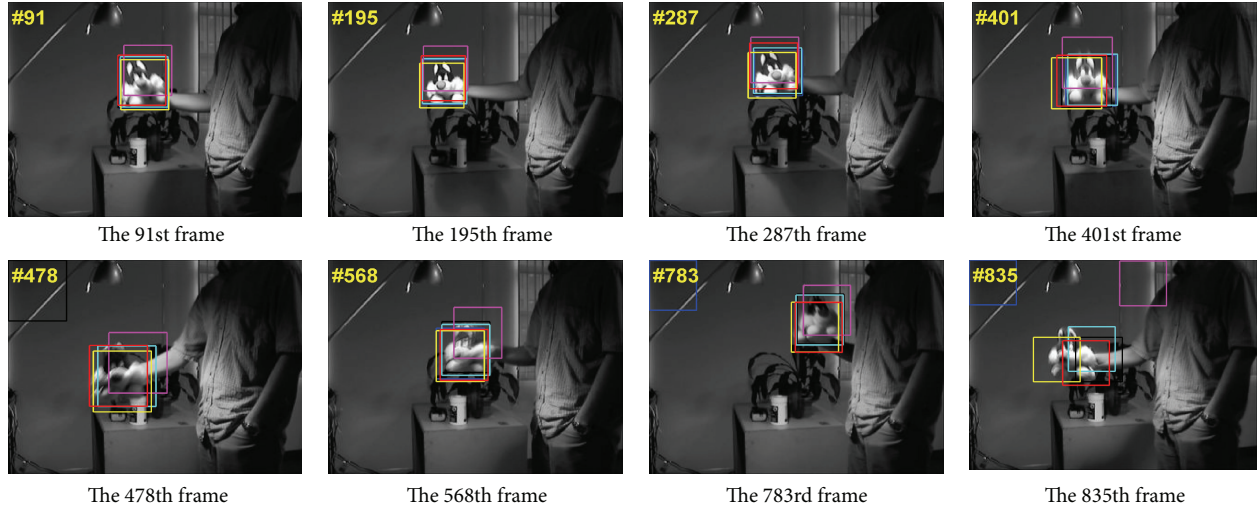 #91
#195
#287
#401
The 91st frame
The 195th frame
The 287th frame
The 401st frame
#478
#568
#783
#835
The 478th frame
The 568th frame
The 783rd frame
The 835th frame